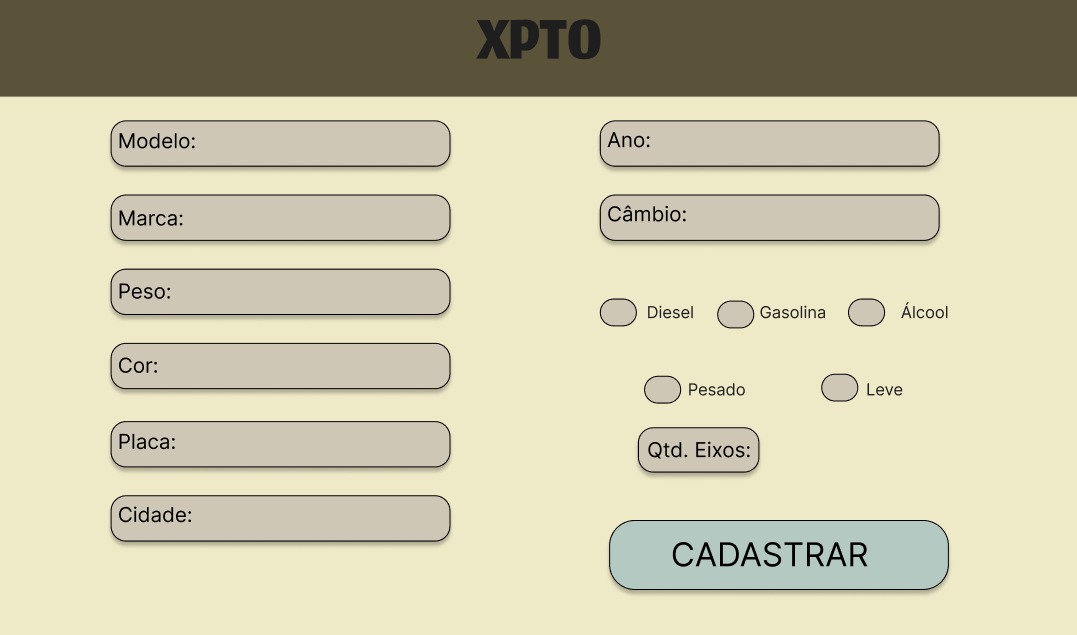 XPTO
Modelo:
Marca:
Peso:
Cor:
Placa:
Cidade:
Ano:
Câmbio:
Diesel Gasolina Álcool
Pesado Leve
Qtd. Eixos:
CADASTRAR